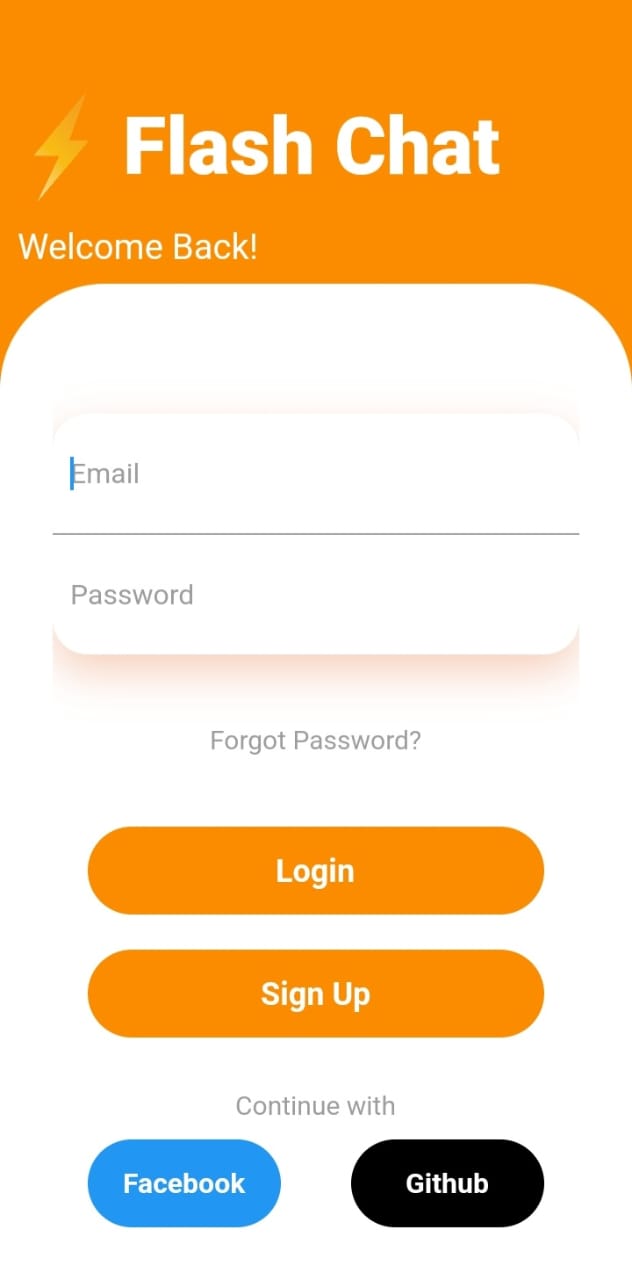 Flash Chat
Welcome Back!
Email
Password
Forgot Password?
Login
Sign Up
Continue with
Facebook
Github